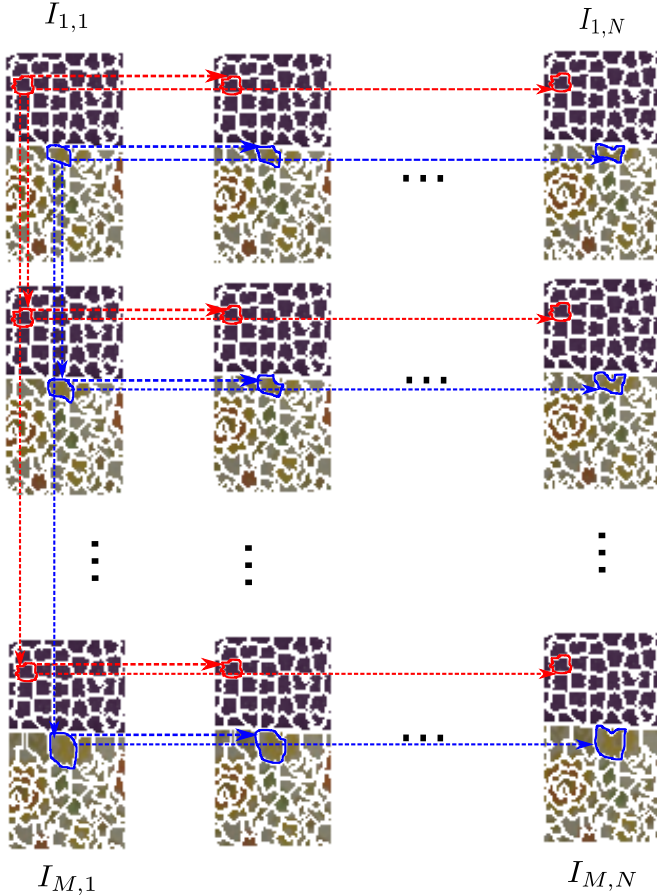 I_{1,1}
I_{1,N}
...
...
⋮
⋮
⋮
...
I_{M,1}
I_{M,N}